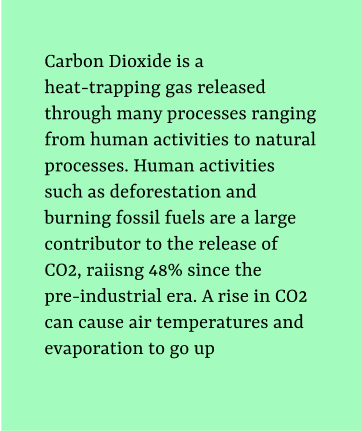 Carbon Dioxide is a
heat-trapping gas released
through many processes ranging
from human activities to natural
processes. Human activities
such as deforestation and
burning fossil fuels are a large
contributor to the release of
CO2, raiisng 48% since the
pre-industrial era. A rise in CO2
can cause air temperatures and
evaporation to go up